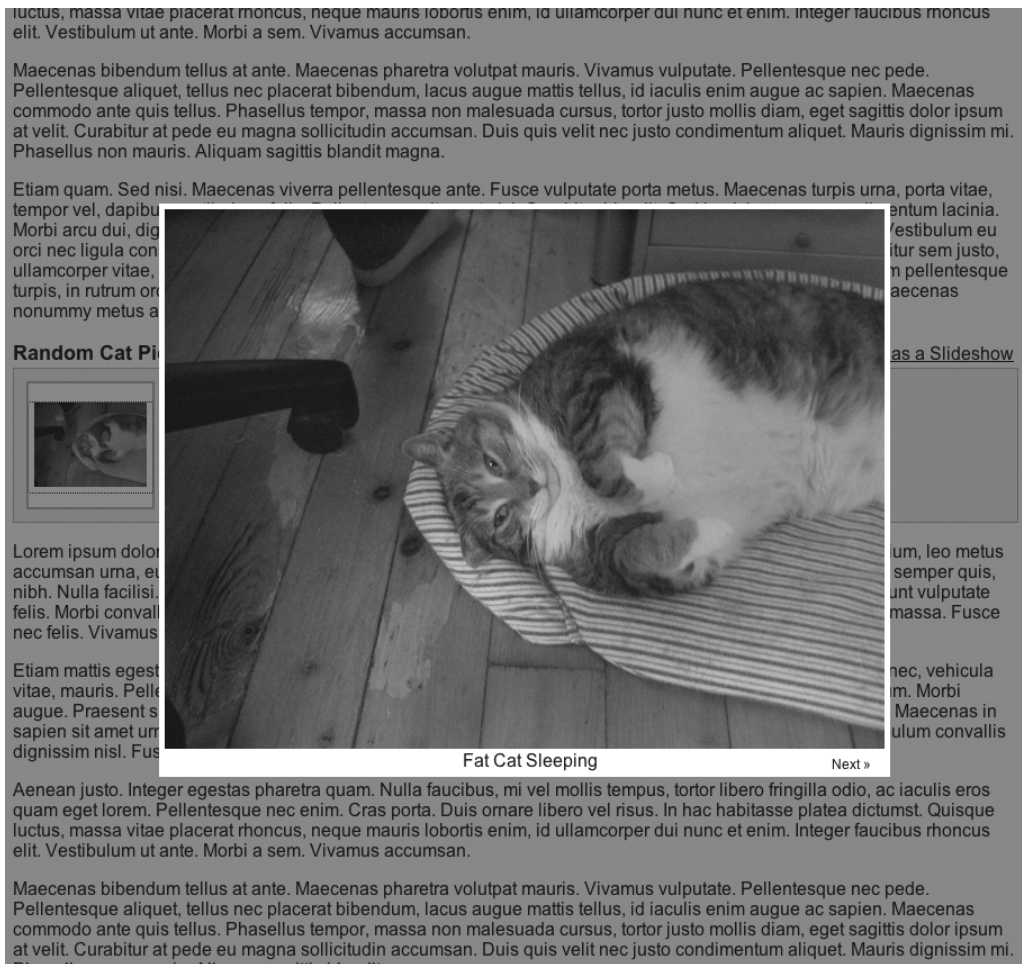 luctus, massa vitae placerat rhoncus, neque mauris lobortis enim, id ullamcorper dui nunc et enim. Integer faucibus rhoncus
elit. Vestibulum ut ante. Morbi a sem. Vivamus accumsan.
Maecenas bibendum tellus at ante. Maecenas pharetra volutpat mauris. Vivamus vulputate. Pellentesque nec pede.
Pellentesque aliquet, tellus nec placerat bibendum, lacus augue mattis tellus, id iaculis enim augue ac sapien. Maecenas
commodo ante quis tellus. Phasellus tempor, massa non malesuada cursus, tortor justo mollis diam, eget sagittis dolor ipsum
at velit. Curabitur at pede eu magna sollicitudin accumsan. Duis quis velit nec justo condimentum aliquet. Mauris dignissim mi.
Phasellus non mauris. Aliquam sagittis blandit magna.
Etiam quam. Sed nisi. Maecenas viverra pellentesque ante. Fusce vulputate porta metus. Maecenas turpis urna, porta vitae,
tempor vel, dapibu entum lacinia.
Morbi arcu dui, dig Vestibulum eu
orci nec ligula con itur sem justo,
ullamcorper vitae, m pellentesque
turpis, in rutrum orc aecenas
nonummy metus a
Random Cat Pi as a Slideshow
Lorem ipsum dolor ium, leo metus
accumsan urna, eu semper quis,
nibh. Nulla facilisi. unt vulputate
felis. Morbi convall massa. Fusce
nec felis. Vivamus
Etiam mattis egest nec, vehicula
vitae, mauris. Pelle m. Morbi
augue. Praesent s Maecenas in
sapien sit amet urn ulum convallis
dignissim nisl. Fus
Fat Cat Sleeping
Next »
Aenean justo. Integer egestas pharetra quam. Nulla faucibus, mi vel mollis tempus, tortor libero fringilla odio, ac iaculis eros
quam eget lorem. Pellentesque nec enim. Cras porta. Duis ornare libero vel risus. In hac habitasse platea dictumst. Quisque
luctus, massa vitae placerat rhoncus, neque mauris lobortis enim, id ullamcorper dui nunc et enim. Integer faucibus rhoncus
elit. Vestibulum ut ante. Morbi a sem. Vivamus accumsan.
Maecenas bibendum tellus at ante. Maecenas pharetra volutpat mauris. Vivamus vulputate. Pellentesque nec pede.
Pellentesque aliquet, tellus nec placerat bibendum, lacus augue mattis tellus, id iaculis enim augue ac sapien. Maecenas
commodo ante quis tellus. Phasellus tempor, massa non malesuada cursus, tortor justo mollis diam, eget sagittis dolor ipsum
at velit. Curabitur at pede eu magna sollicitudin accumsan. Duis quis velit nec justo condimentum aliquet. Mauris dignissim mi.